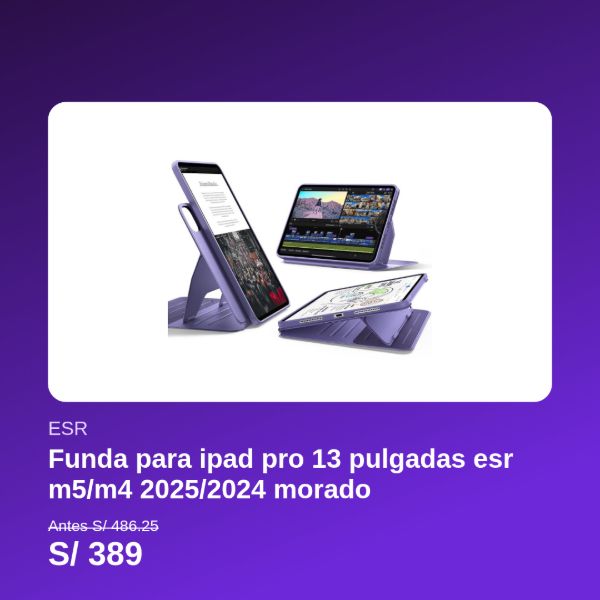 ESR
Funda para ipad pro 13 pulgadas esr
m5/m4 2025/2024 morado
Antes S/ 486.25
S/ 389